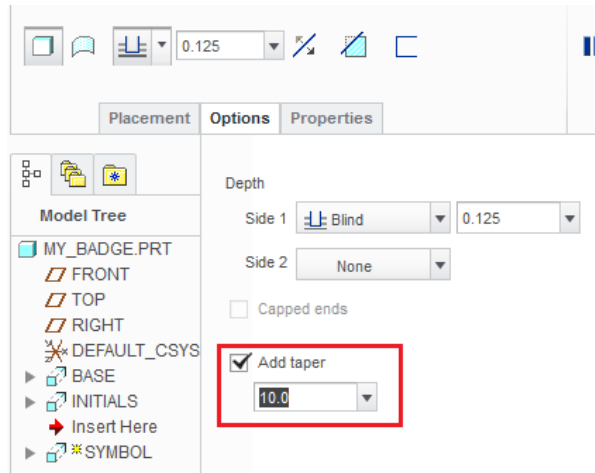 0.125
Placement Options Properties
Model Tree
MY_BADGE.PRT
FRONT
TOP
RIGHT
DEFAULT_CSYS
BASE
INITIALS
Insert Here
SYMBOL
Depth
Side 1 Blind 0.125
Side 2 None
Capped ends
Add taper
10.0